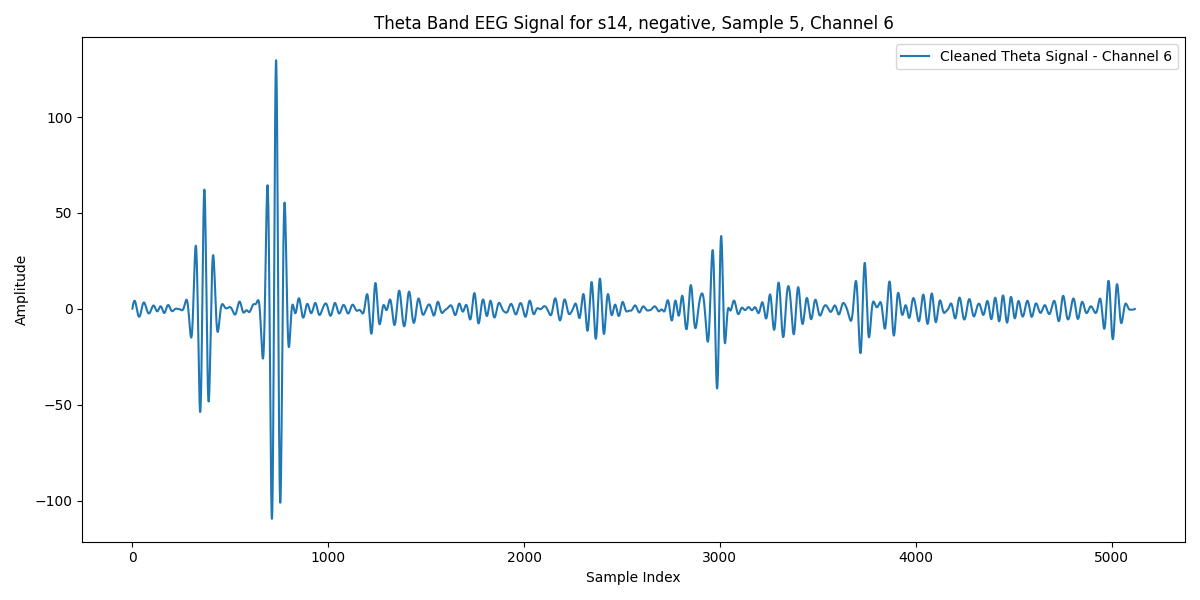 Theta Band EEG Signal for s14, negative, Sample 5, Channel 6
Cleaned Theta Signal - Channel 6
Amplitude
100
50
0
−50
−100
0 1000 2000 3000 4000 5000
Sample Index